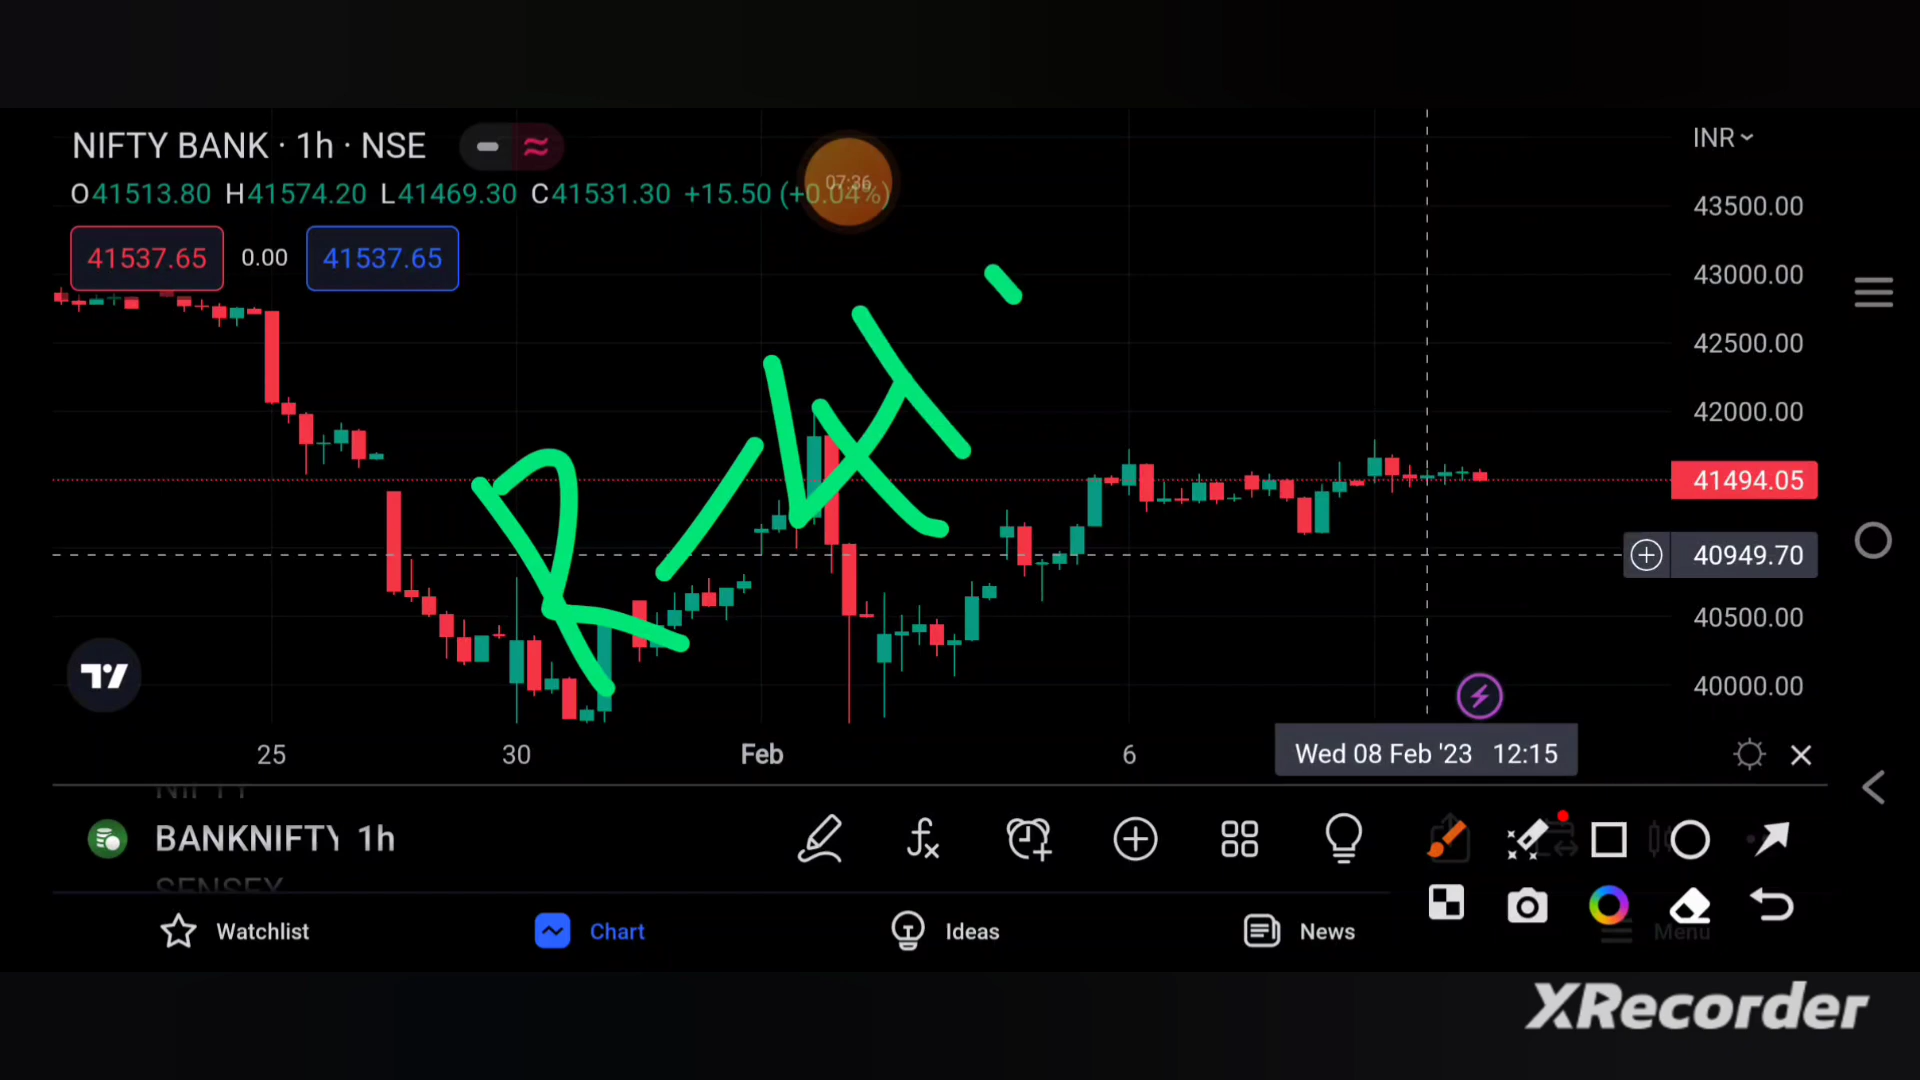 NIFTY BANK · 1h · NSE
INR
07:36
O41513.80 H41574.20 L41469.30 C41531.30 +15.50 (+0.04%)
41537.65 0.00 41537.65
43500.00
43000.00
42500.00
42000.00
41494.05
40949.70
40500.00
40000.00
25 30 Feb 6 Wed 08 Feb '23 12:15
NIFTY
BANKNIFTY 1h
SENSEX
Watchlist Chart Ideas News Menu
XRecorder